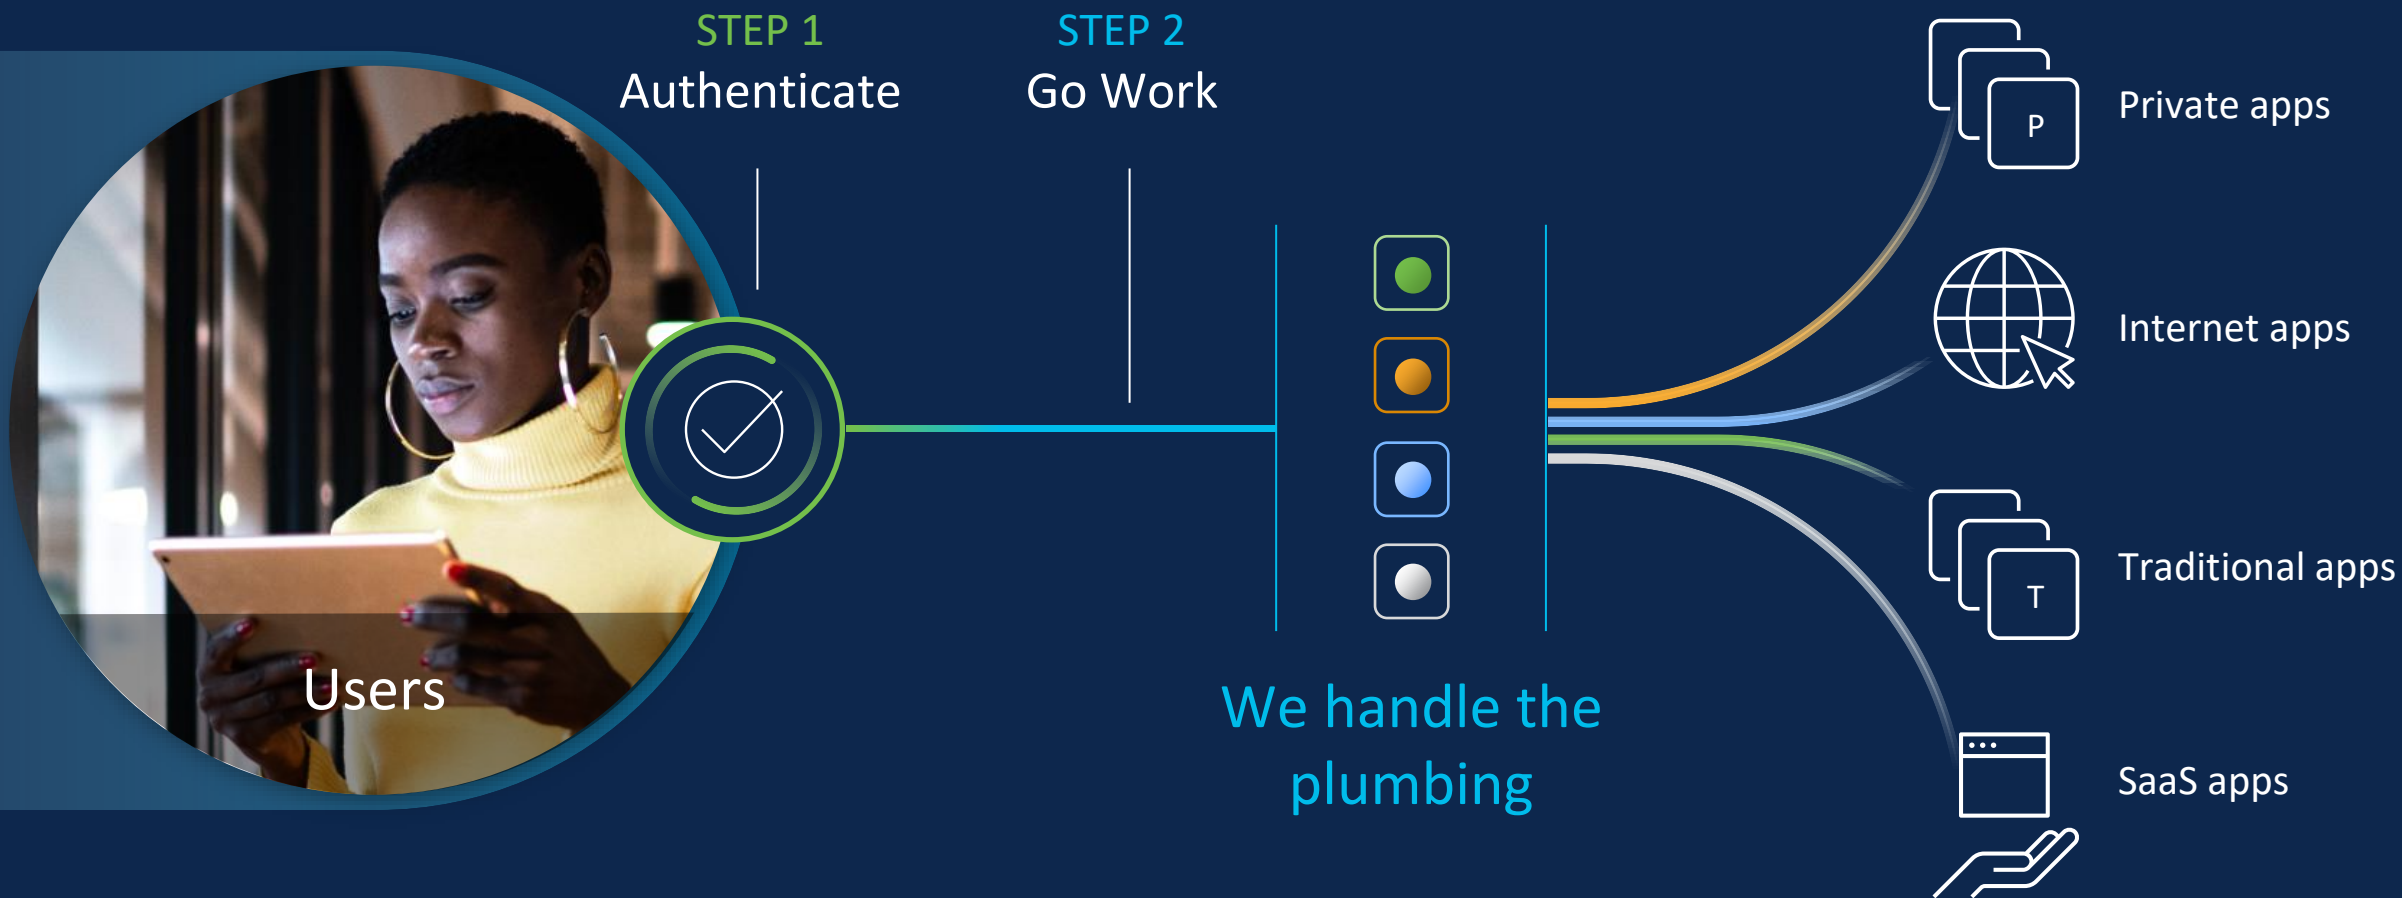 STEP 1
Authenticate
STEP 2
Go Work
Users
We handle the
plumbing
P
Private apps
Internet apps
T
Traditional apps
SaaS apps